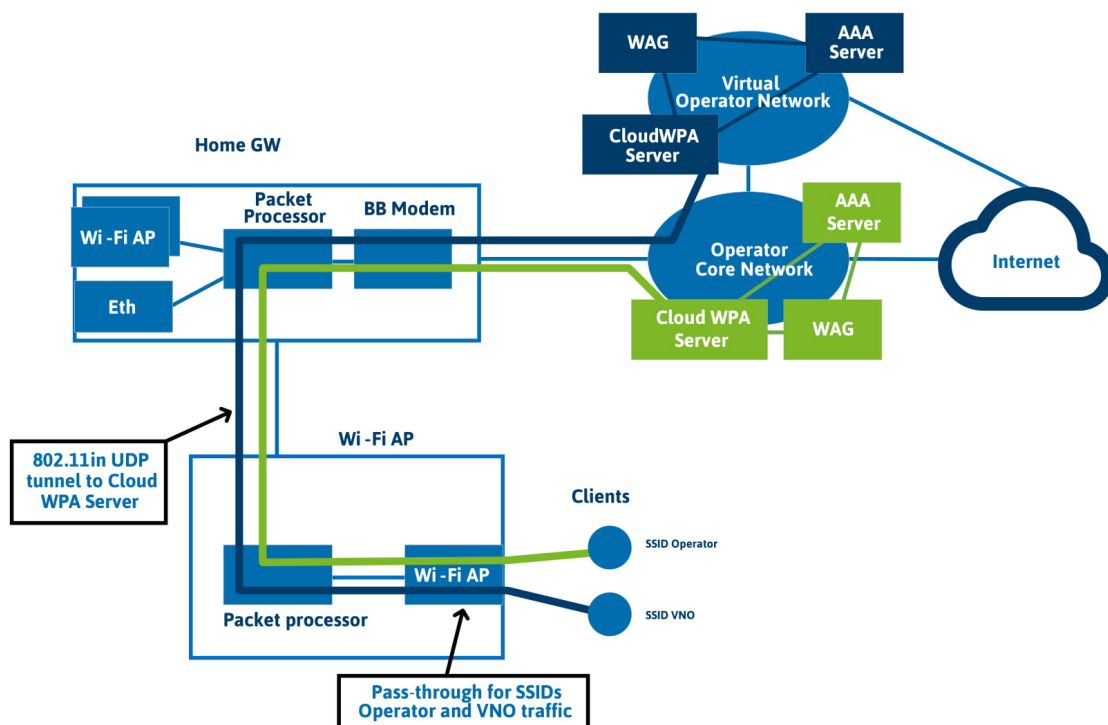 WAG
AAA
Server
Virtual
Operator Network
CloudWPA
Server
Home GW
Packet
Processor
BB Modem
Wi -Fi AP
Eth
AAA
Server
Operator
Core Network
Internet
Cloud WPA
Server
WAG
802.11in UDP
tunnel to Cloud
WPA Server
Wi -Fi AP
Clients
SSID Operator
Wi -Fi AP
SSID VNO
Packet processor
Pass-through for SSIDs
Operator and VNO traffic